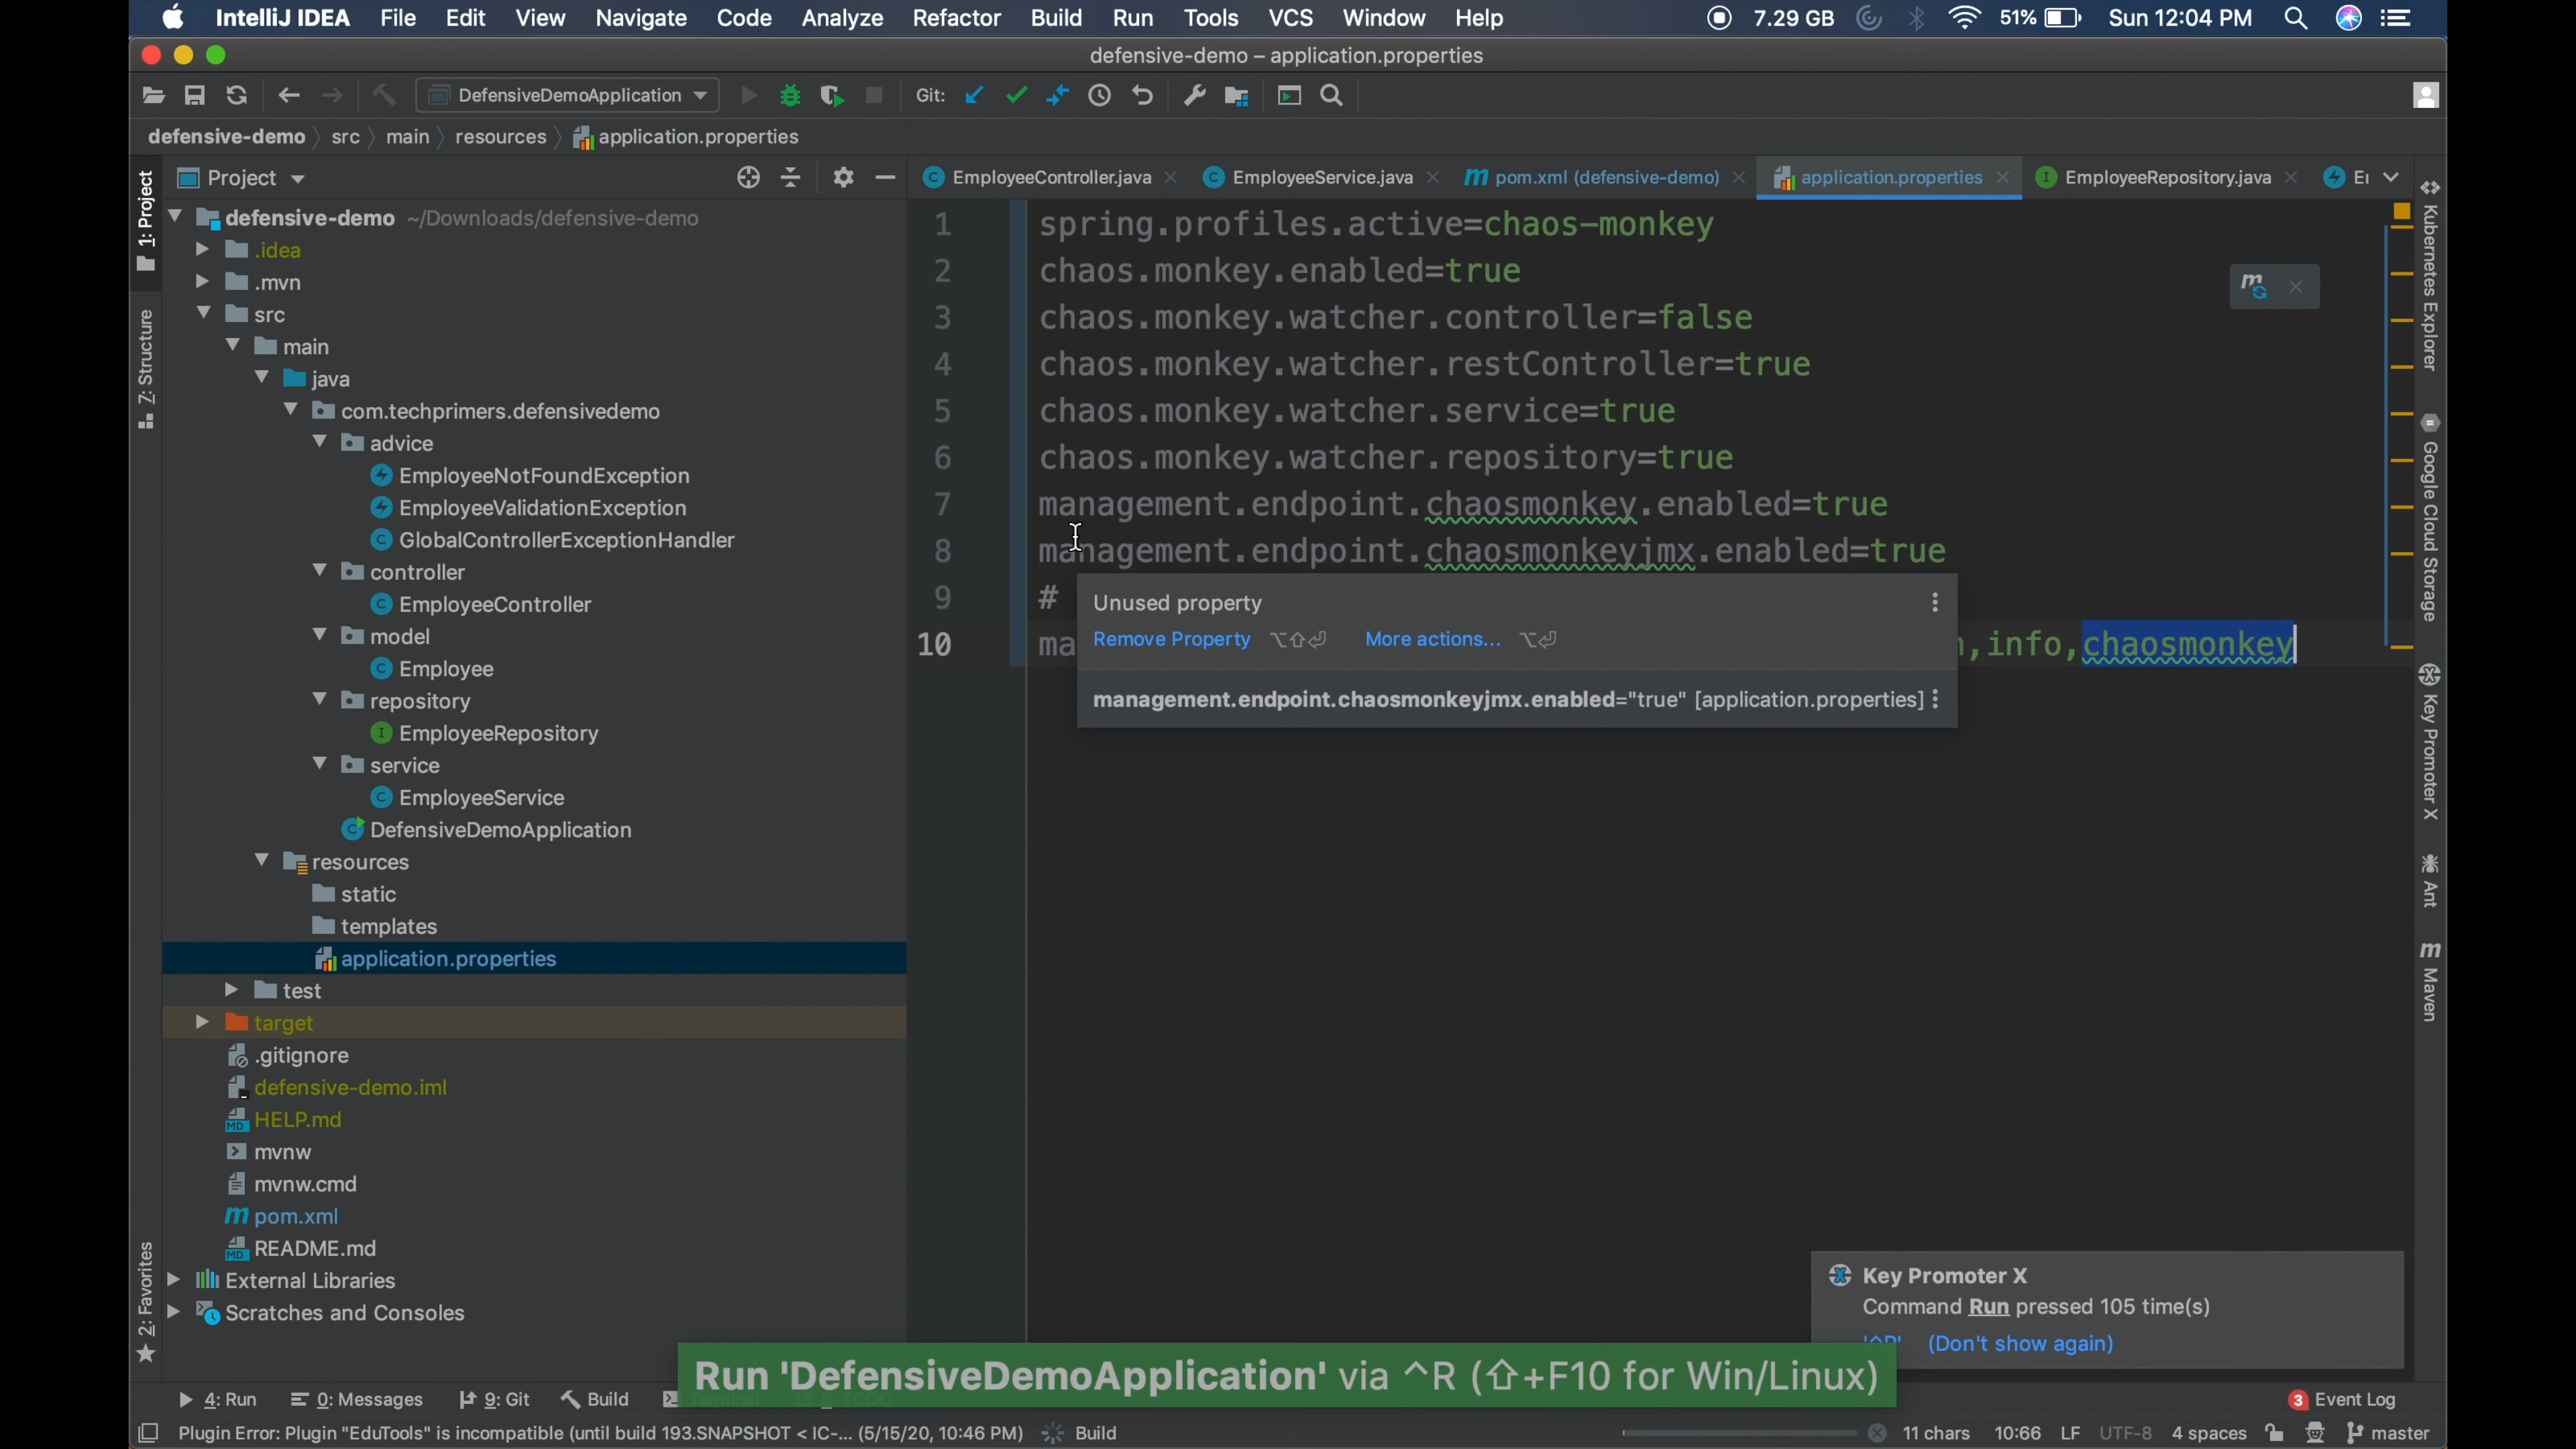 IntelliJ IDEA File Edit View Navigate Code Analyze Refactor Build Run Tools VCS Window Help 7.29 GB 51% Sun 12:04 PM
defensive-demo – application.properties
DefensiveDemoApplication Git:
defensive-demo src main resources application.properties
1: Project
Z: Structure
2: Favorites
Project
EmployeeController.java EmployeeService.java pom.xml (defensive-demo) application.properties EmployeeRepository.java
defensive-demo ~/Downloads/defensive-demo
.idea
.mvn
src
main
java
com.techprimers.defensivedemo
advice
EmployeeNotFoundException
EmployeeValidationException
GlobalControllerExceptionHandler
controller
EmployeeController
model
Employee
repository
EmployeeRepository
service
EmployeeService
DefensiveDemoApplication
resources
static
templates
application.properties
test
target
.gitignore
defensive-demo.iml
HELP.md
mvnw
mvnw.cmd
pom.xml
README.md
External Libraries
Scratches and Consoles
1 spring.profiles.active=chaos-monkey
2 chaos.monkey.enabled=true
3 chaos.monkey.watcher.controller=false
4 chaos.monkey.watcher.restController=true
5 chaos.monkey.watcher.service=true
6 chaos.monkey.watcher.repository=true
7 management.endpoint.chaosmonkey.enabled=true
8 management.endpoint.chaosmonkeyjmx.enabled=true
9 #
10 ma ,info,chaosmonkey
Unused property
Remove Property ⌥⇧⏎ More actions... ⌥⏎
management.endpoint.chaosmonkeyjmx.enabled="true" [application.properties]
Kubernetes Explorer
Google Cloud Storage
Key Promoter X
Ant
Maven
Key Promoter X
Command Run pressed 105 time(s)
(Don't show again)
Run 'DefensiveDemoApplication' via ^R (⇧+F10 for Win/Linux)
4: Run 0: Messages 9: Git Build 3 Event Log
Plugin Error: Plugin "EduTools" is incompatible (until build 193.SNAPSHOT < IC-... (5/15/20, 10:46 PM) Build 11 chars 10:66 LF UTF-8 4 spaces master